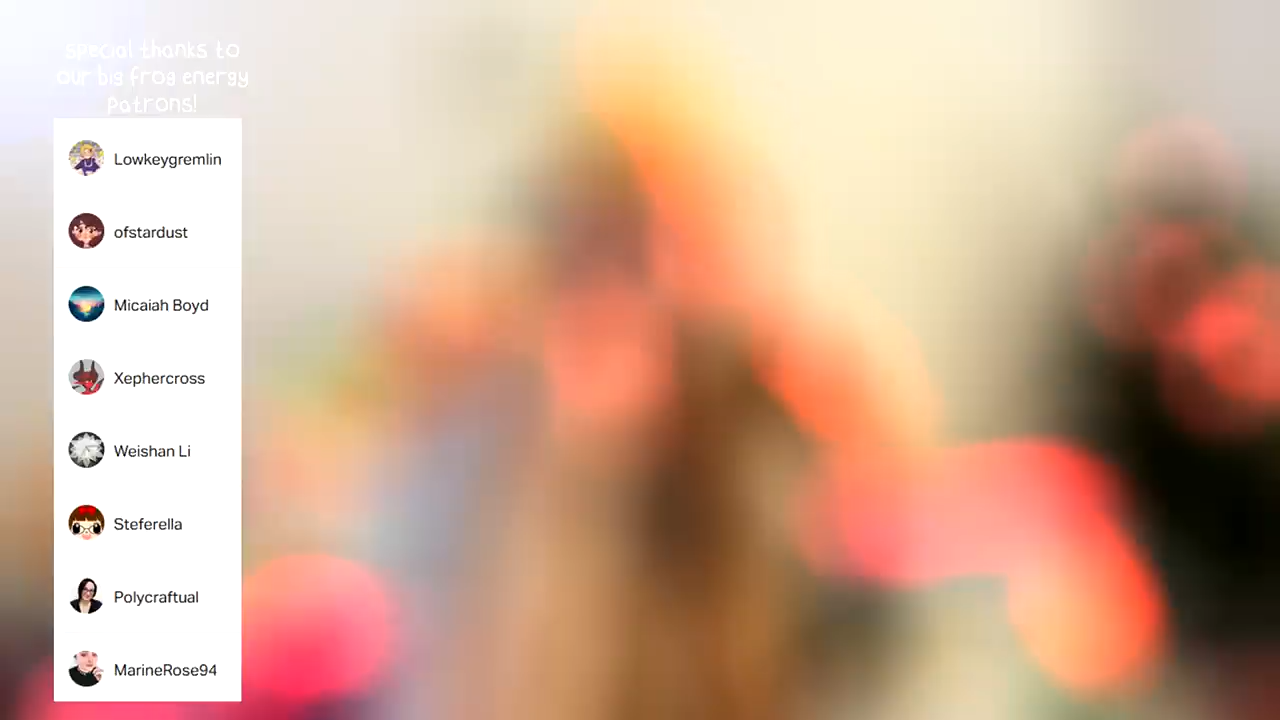 special thanks to
our big frog energy
patrons!
Lowkeygremlin
ofstardust
Micaiah Boyd
Xephercross
Weishan Li
Steferella
Polycraftual
MarineRose94